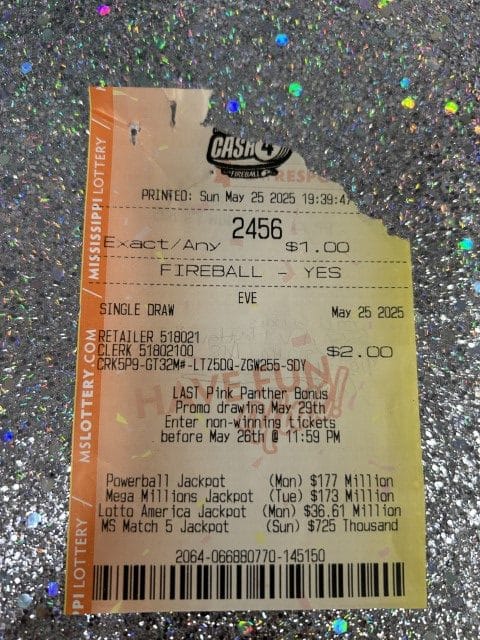 CASH 4
FIREBALL
PRINTED: Sun May 25 2025 19:39:4
2456
Exact/Any $1.00
FIREBALL - YES
EVE
SINGLE DRAW May 25 2025
RETAILER 518021
CLERK 51802100 $2.00
CRK5P9-GT32M#-LTZ5DQ-ZGW255-SDY
HAVE FUN
LAST Pink Panther Bonus
Promo drawing May 29th
Enter non-winning tickets
before May 26th @ 11:59 PM
Powerball Jackpot (Mon) $177 Million
Mega Millions Jackpot (Tue) $173 Million
Lotto America Jackpot (Mon) $36.61 Million
MS Match 5 Jackpot (Sun) $725 Thousand
2064-066880770-145150
MISSISSIPPI LOTTERY
MSLOTTERY.COM
PPI LOTTERY